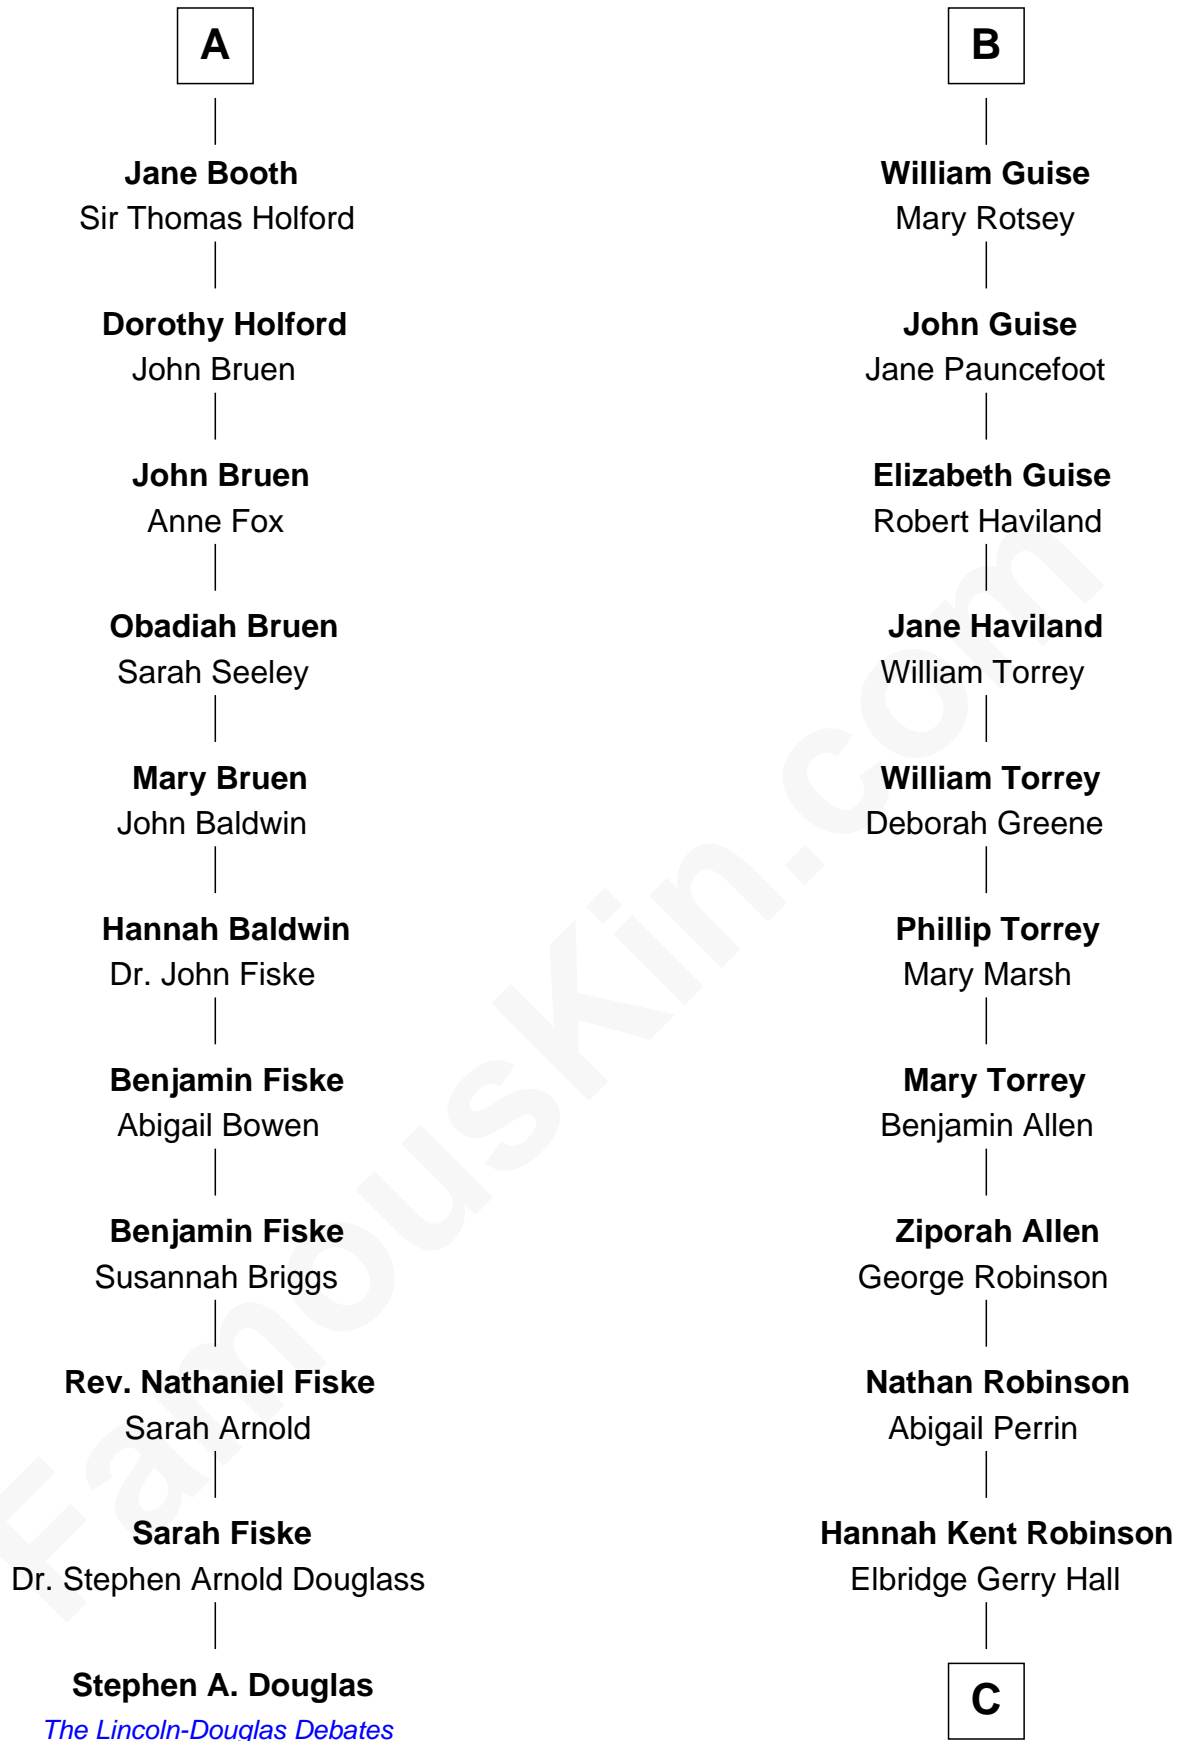 A
Jane Booth
Sir Thomas Holford
Dorothy Holford
John Bruen
John Bruen
Anne Fox
Obadiah Bruen
Sarah Seeley
Mary Bruen
John Baldwin
Hannah Baldwin
Dr. John Fiske
Benjamin Fiske
Abigail Bowen
Benjamin Fiske
Susannah Briggs
Rev. Nathaniel Fiske
Sarah Arnold
Sarah Fiske
Dr. Stephen Arnold Douglass
Stephen A. Douglas
The Lincoln-Douglas Debates
B
William Guise
Mary Rotsey
John Guise
Jane Pauncefoot
Elizabeth Guise
Robert Haviland
Jane Haviland
William Torrey
William Torrey
Deborah Greene
Phillip Torrey
Mary Marsh
Mary Torrey
Benjamin Allen
Ziporah Allen
George Robinson
Nathan Robinson
Abigail Perrin
Hannah Kent Robinson
Elbridge Gerry Hall
C
FamousKin.com